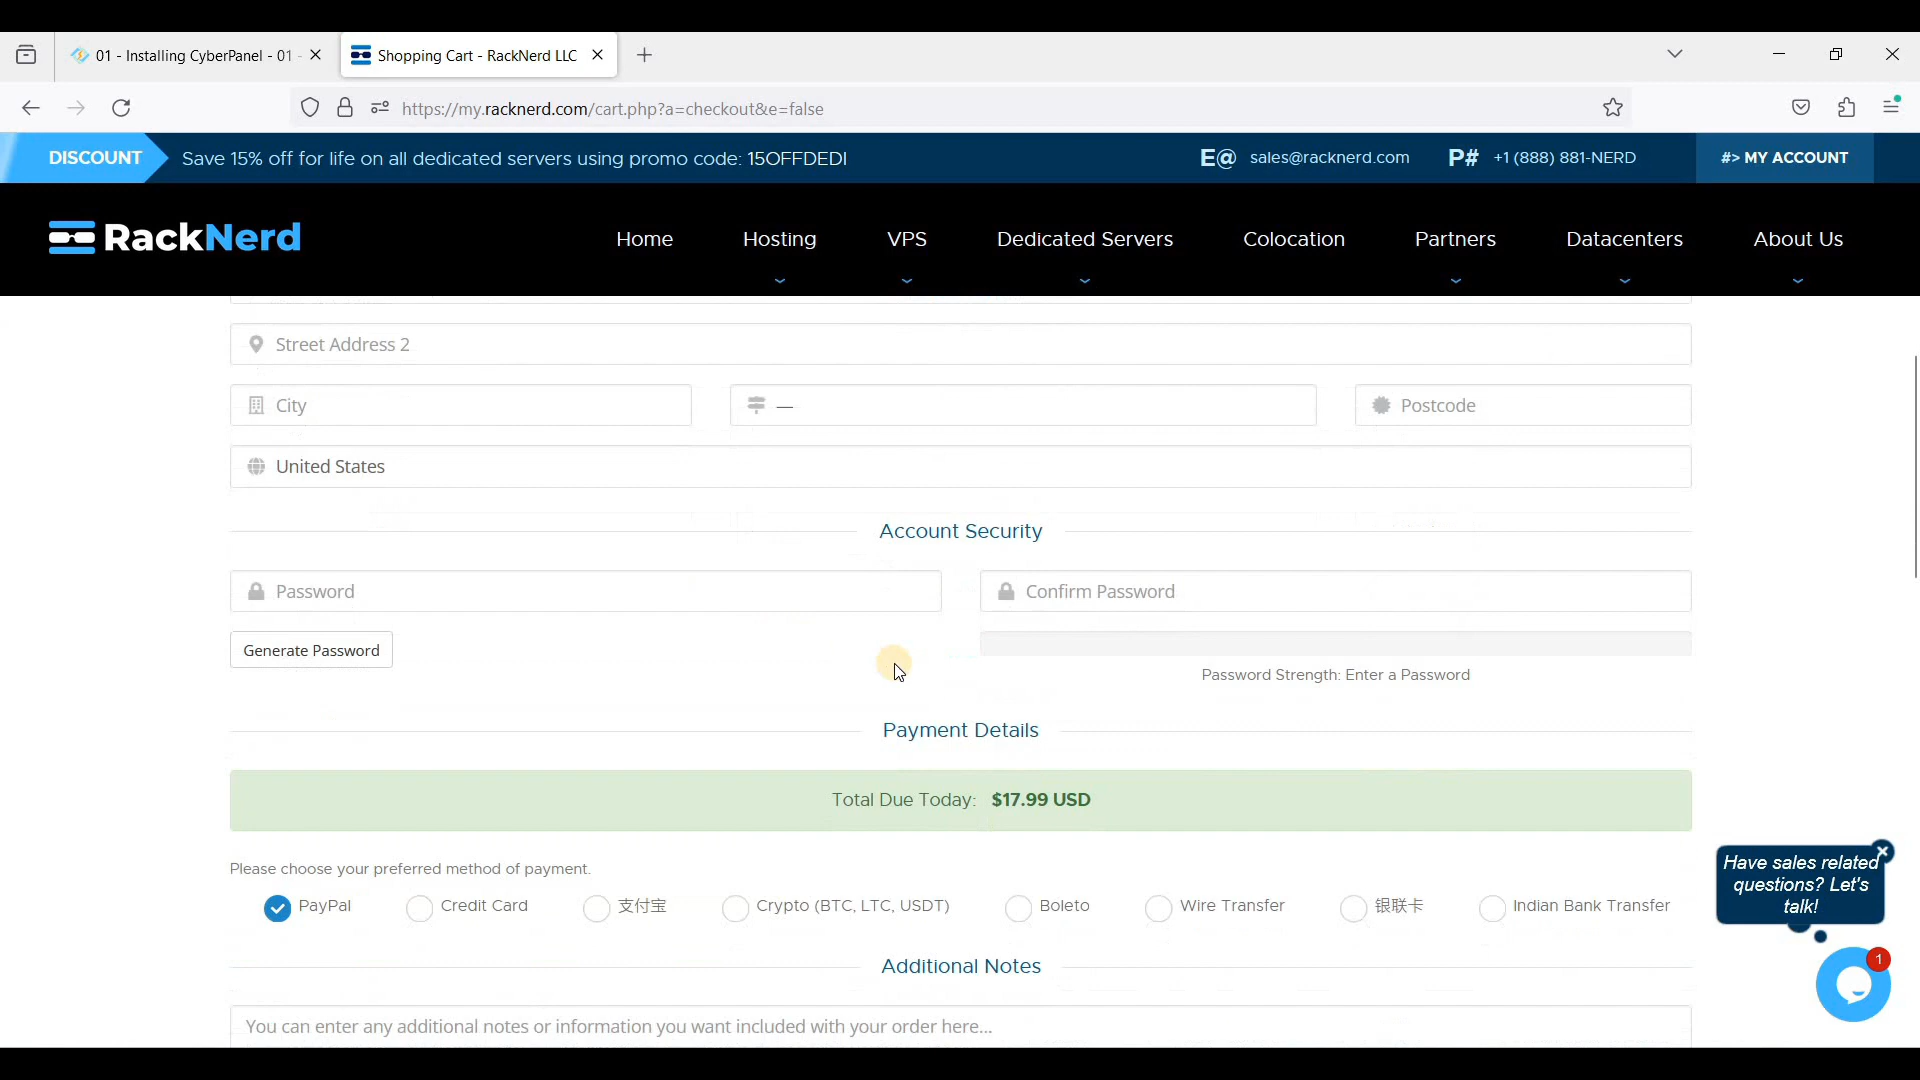 01 - Installing CyberPanel - 01 -
Shopping Cart - RackNerd LLC
https://my.racknerd.com/cart.php?a=checkout&e=false
DISCOUNT Save 15% off for life on all dedicated servers using promo code: 15OFFDEDI E@ sales@racknerd.com P# +1 (888) 881-NERD #> MY ACCOUNT
RackNerd Home Hosting VPS Dedicated Servers Colocation Partners Datacenters About Us
Street Address 2
City — Postcode
United States
Account Security
Password Confirm Password
Generate Password
Password Strength: Enter a Password
Payment Details
Total Due Today: $17.99 USD
Please choose your preferred method of payment.
PayPal Credit Card 支付宝 Crypto (BTC, LTC, USDT) Boleto Wire Transfer 银联卡 Indian Bank Transfer
Additional Notes
You can enter any additional notes or information you want included with your order here...
Have sales related
questions? Let's
talk!
1